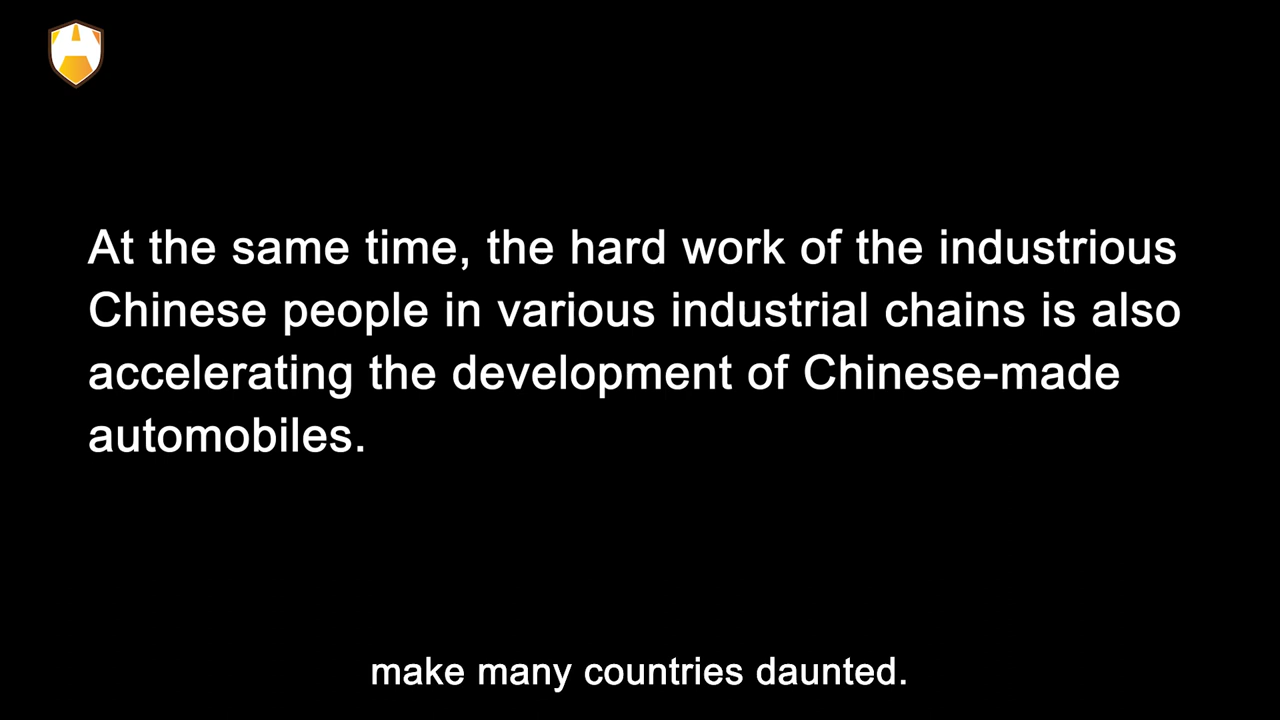 At the same time, the hard work of the industrious
Chinese people in various industrial chains is also
accelerating the development of Chinese-made
automobiles.
make many countries daunted.